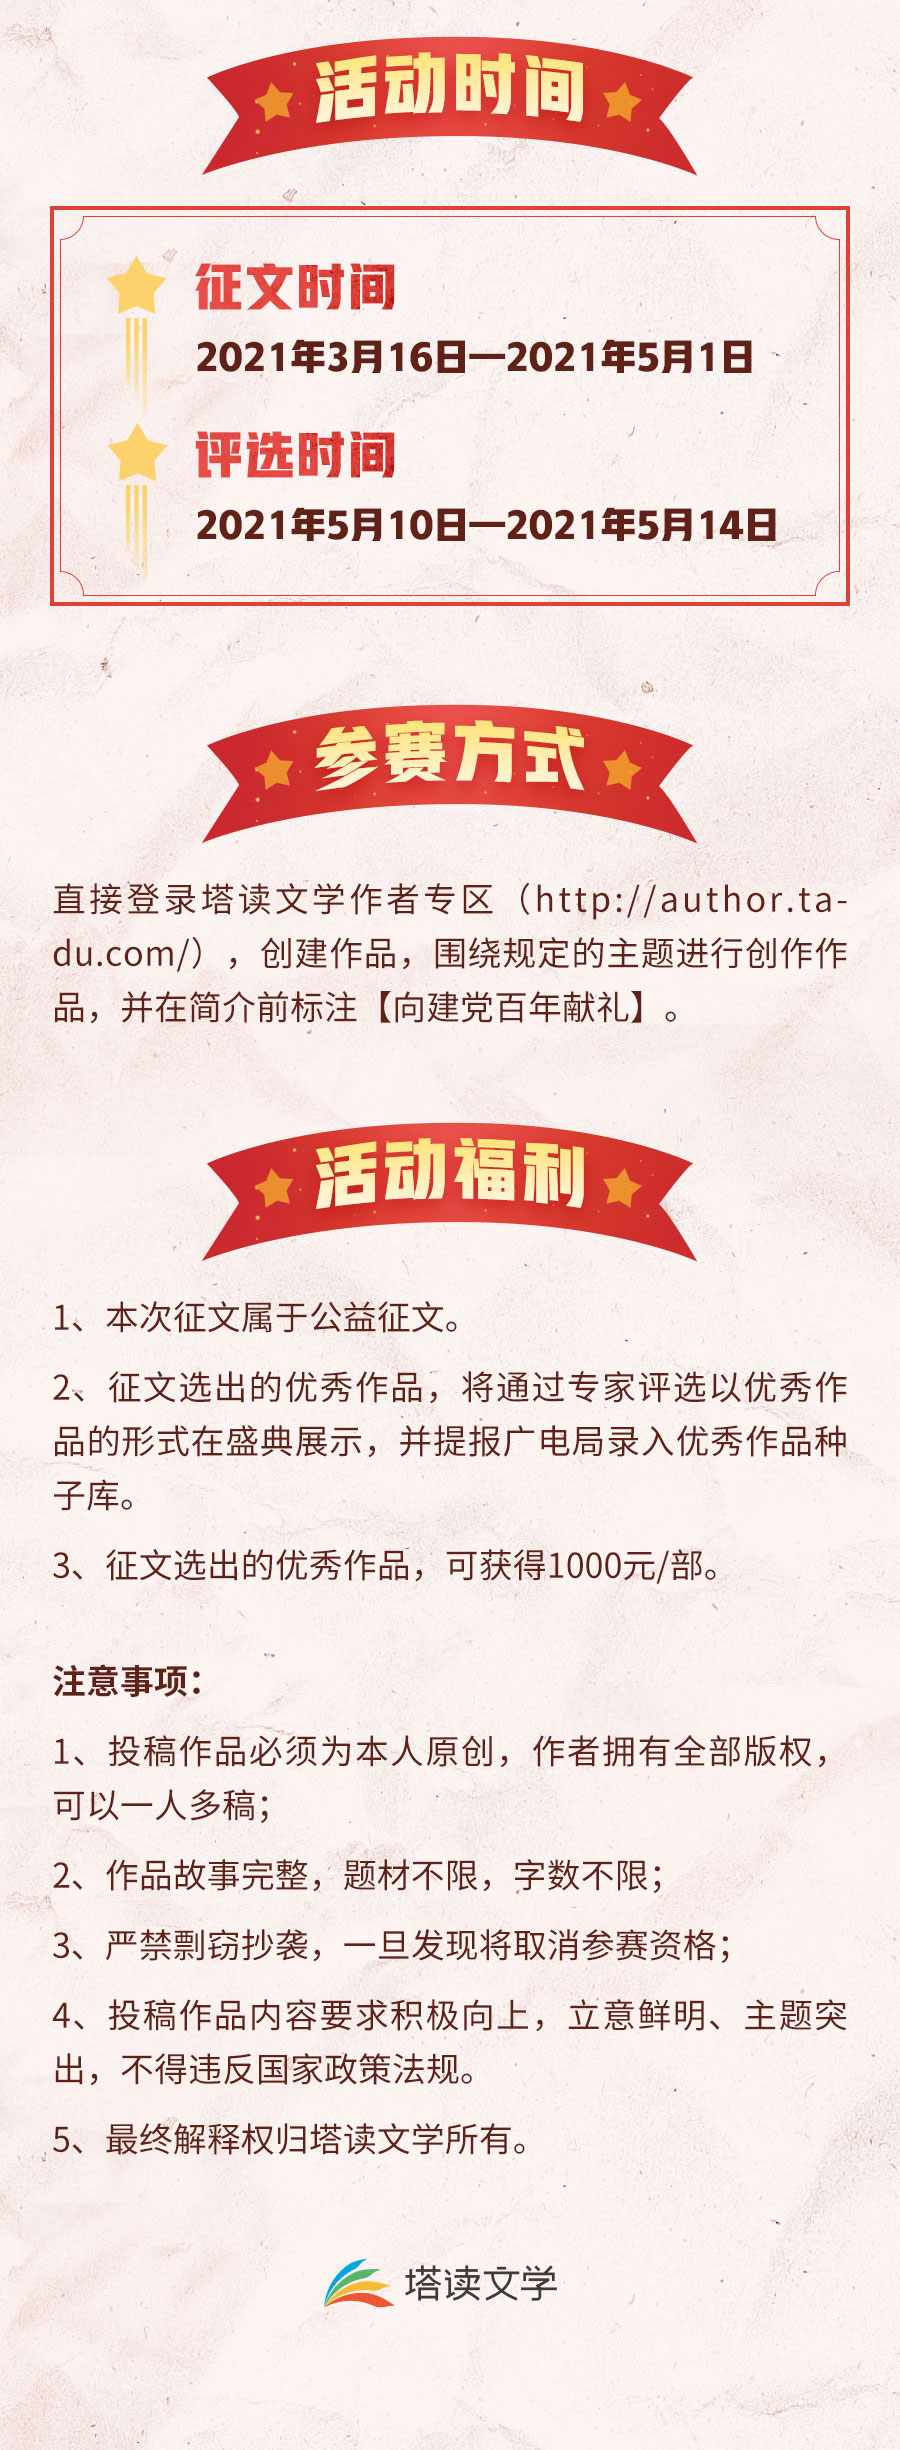 活动时间
征文时间
2021年3月16日—2021年5月1日
评选时间
2021年5月10日—2021年5月14日
参赛方式
直接登录塔读文学作者专区（http://author.ta-
du.com/），创建作品，围绕规定的主题进行创作作
品，并在简介前标注【向建党百年献礼】。
活动福利
1、本次征文属于公益征文。
2、征文选出的优秀作品，将通过专家评选以优秀作
品的形式在盛典展示，并提报广电局录入优秀作品种
子库。
3、征文选出的优秀作品，可获得1000元/部。
注意事项：
1、投稿作品必须为本人原创，作者拥有全部版权，
可以一人多稿；
2、作品故事完整，题材不限，字数不限；
3、严禁剽窃抄袭，一旦发现将取消参赛资格；
4、投稿作品内容要求积极向上，立意鲜明、主题突
出，不得违反国家政策法规。
5、最终解释权归塔读文学所有。
塔读文学